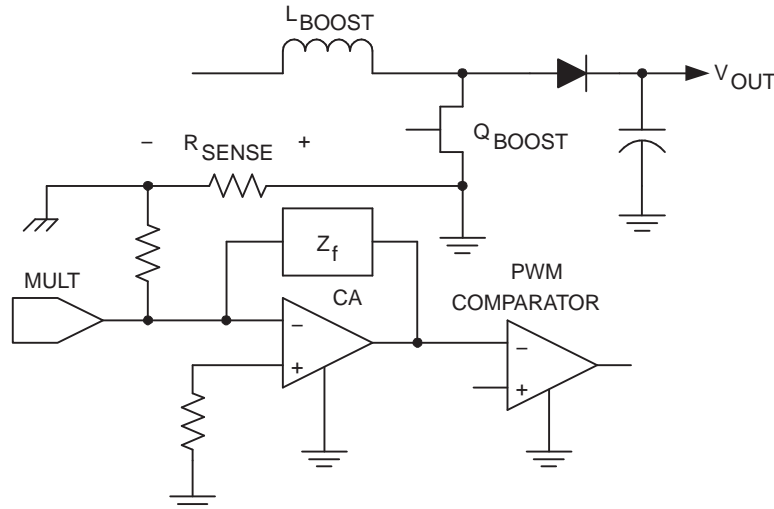 L BOOST
V OUT
– R SENSE +
Q BOOST
Z f
MULT
CA
PWM
COMPARATOR
–
+
–
+